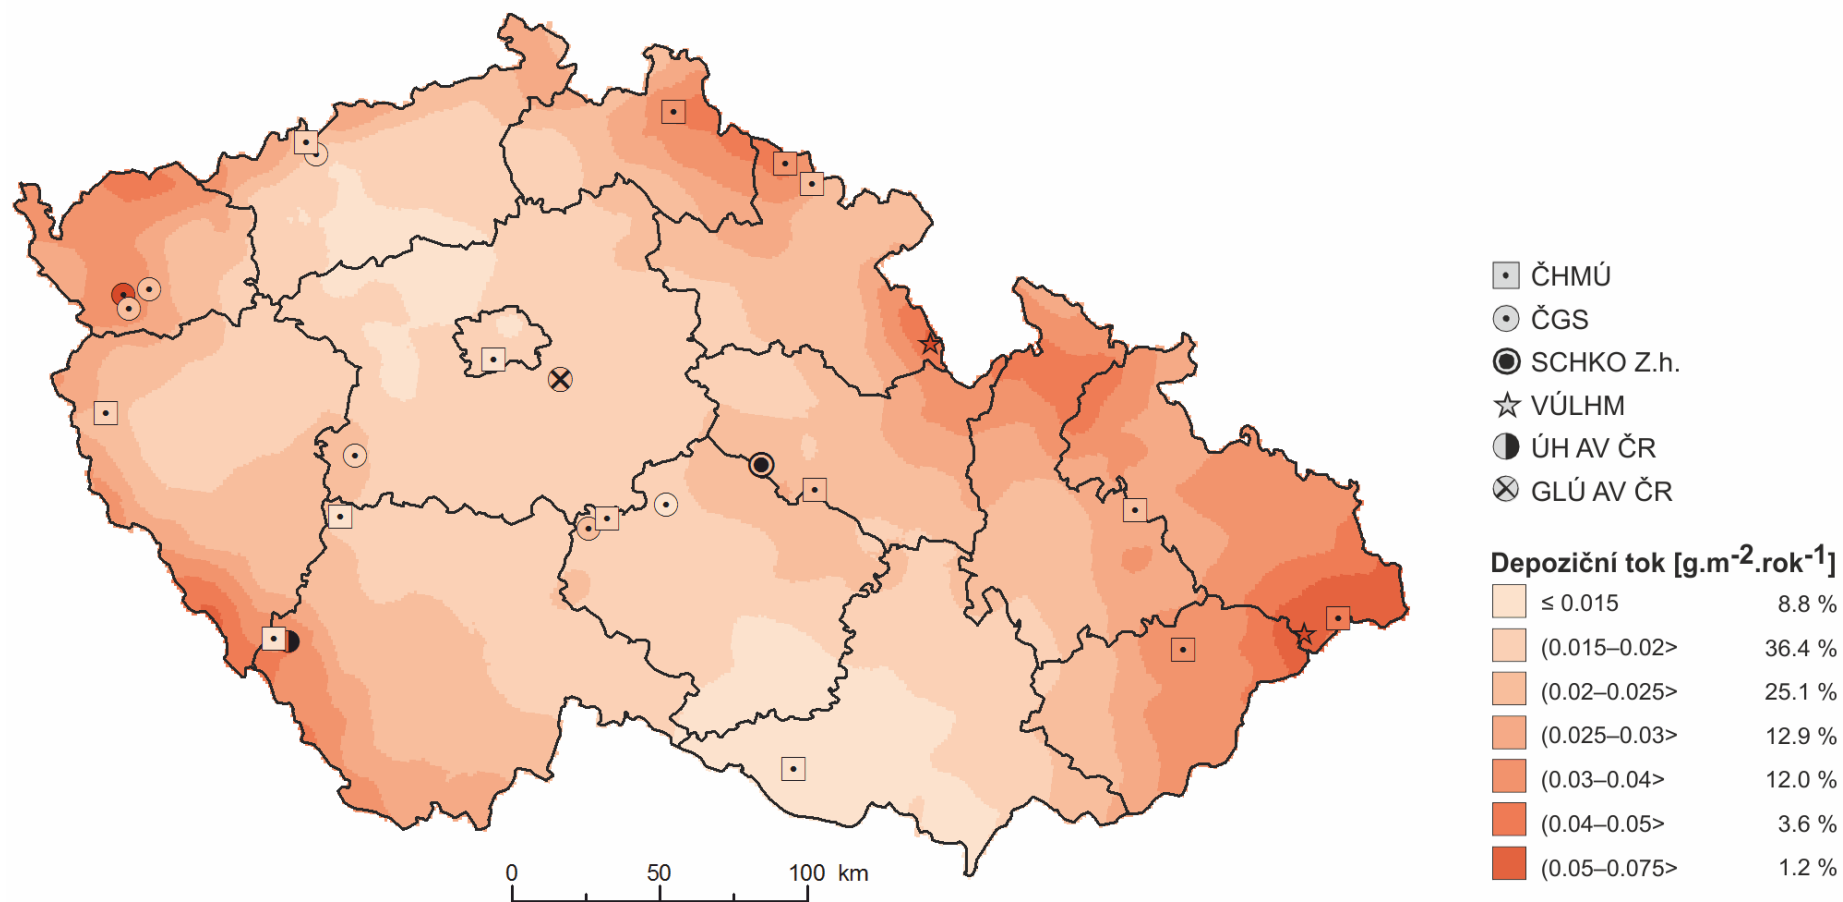 ČHMÚ
ČGS
SCHKO Z.h.
VÚLHM
ÚH AV ČR
GLÚ AV ČR
Depoziční tok [g.m-2.rok-1]
≤ 0.015 8.8 %
(0.015–0.02> 36.4 %
(0.02–0.025> 25.1 %
(0.025–0.03> 12.9 %
(0.03–0.04> 12.0 %
(0.04–0.05> 3.6 %
(0.05–0.075> 1.2 %
0 50 100 km